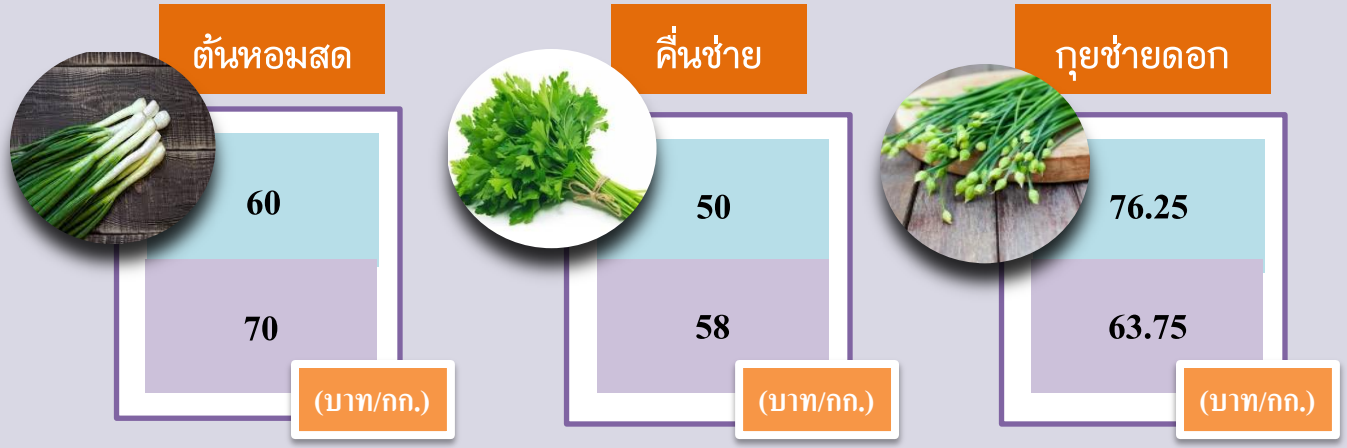 ต้นหอมสด
60
70
(บาท/กก.)
คื่นช่าย
50
58
(บาท/กก.)
กุยช่ายดอก
76.25
63.75
(บาท/กก.)